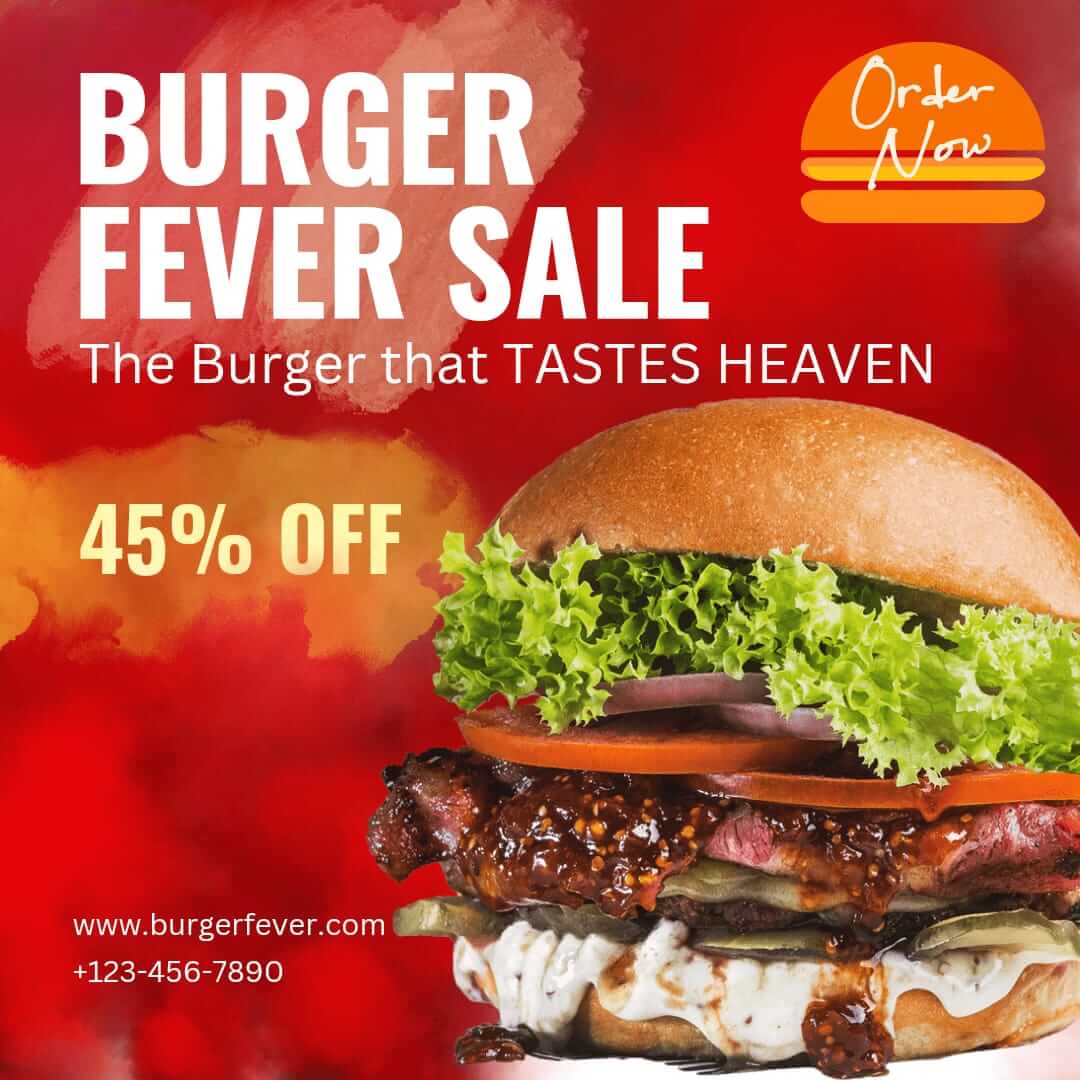 BURGER
FEVER SALE
The Burger that TASTES HEAVEN
Order
Now
45% OFF
www.burgerfever.com
+123-456-7890